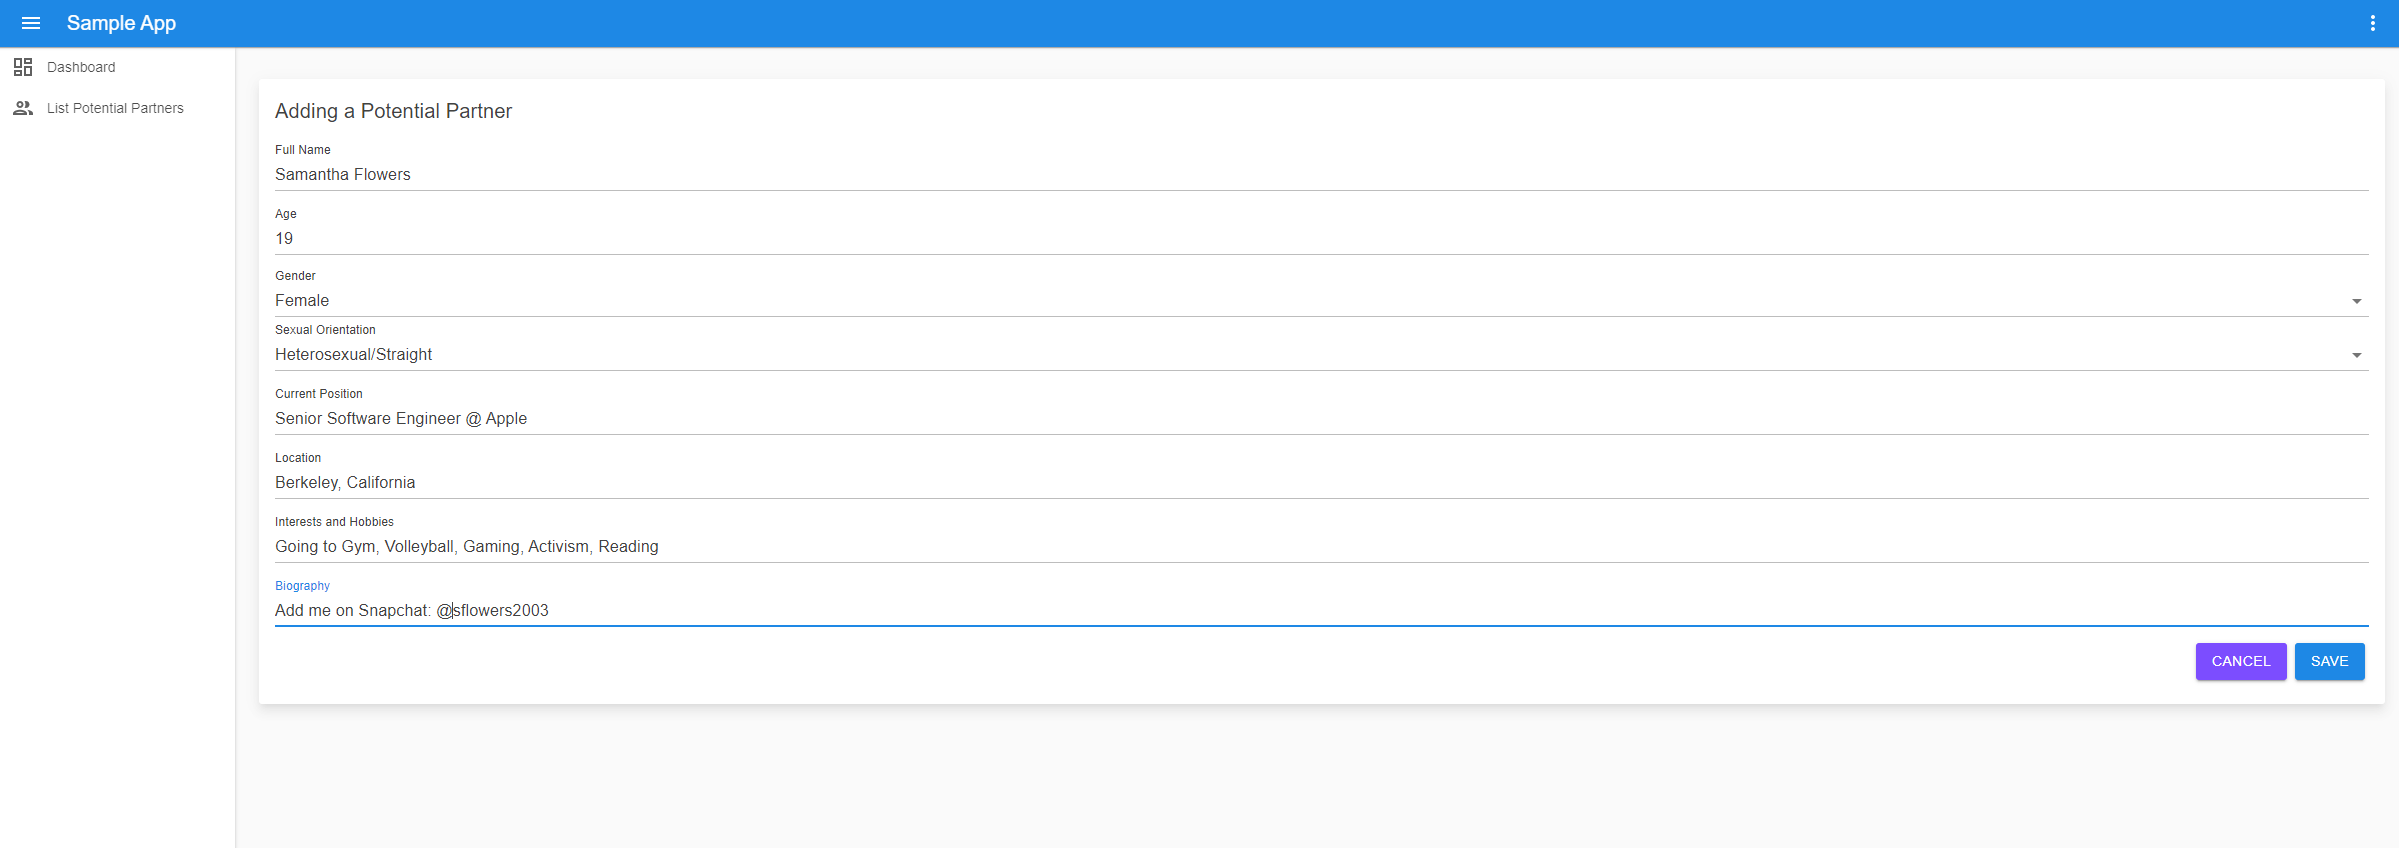 Sample App
Dashboard
List Potential Partners
Adding a Potential Partner
Full Name
Samantha Flowers
Age
19
Gender
Female
Sexual Orientation
Heterosexual/Straight
Current Position
Senior Software Engineer @ Apple
Location
Berkeley, California
Interests and Hobbies
Going to Gym, Volleyball, Gaming, Activism, Reading
Biography
Add me on Snapchat: @sflowers2003
CANCEL SAVE